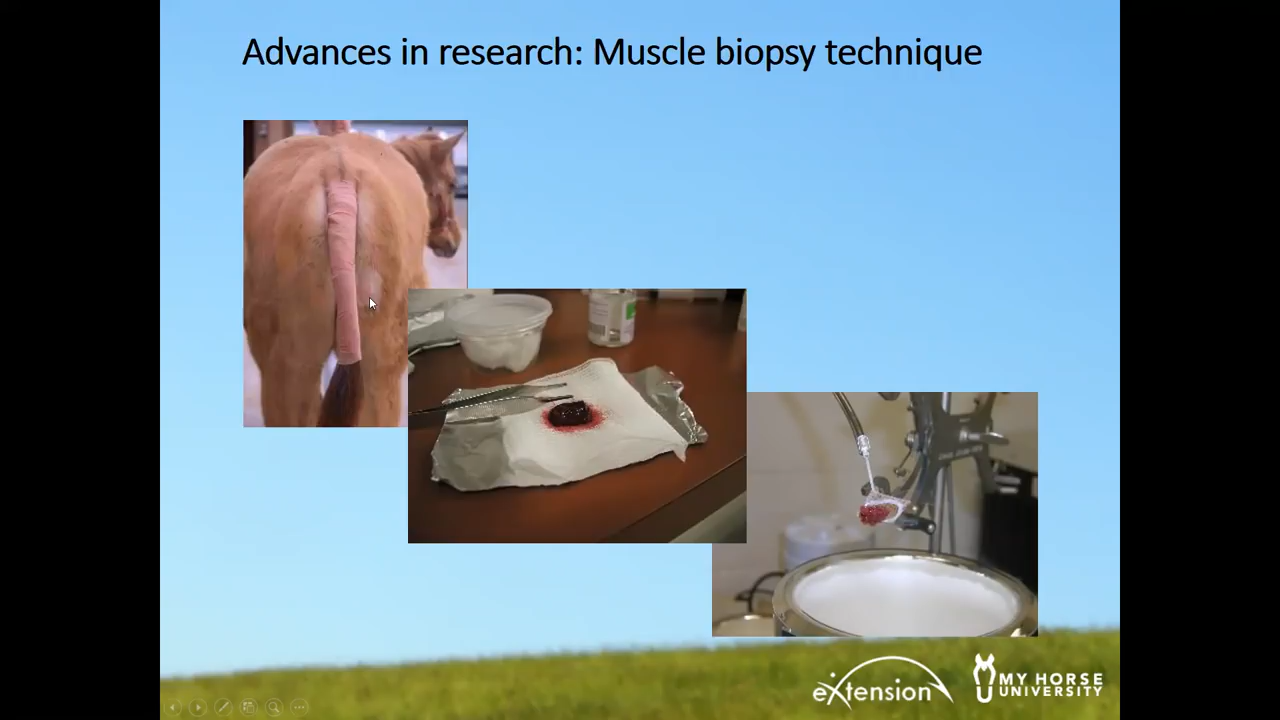 Advances in research: Muscle biopsy technique
eXtension
MY HORSE
UNIVERSITY